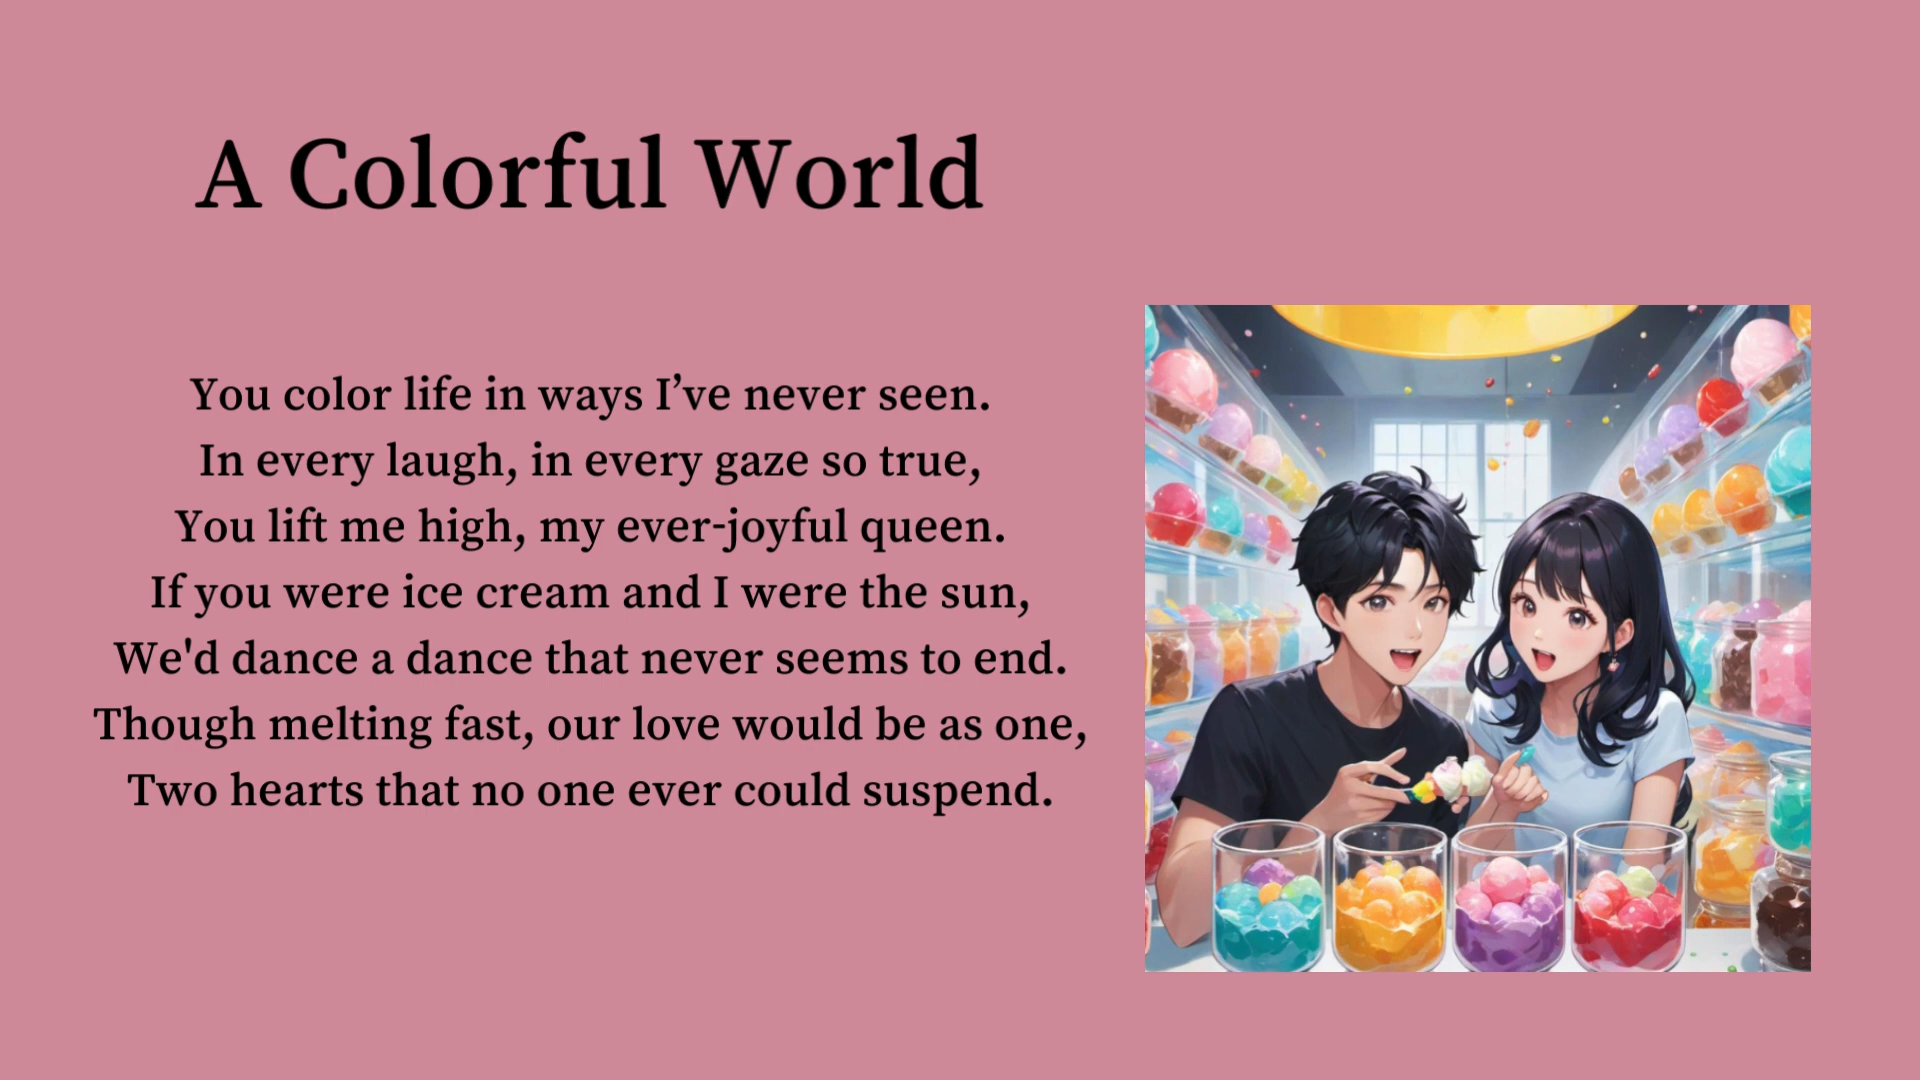 A Colorful World
You color life in ways I’ve never seen.
In every laugh, in every gaze so true,
You lift me high, my ever-joyful queen.
If you were ice cream and I were the sun,
We'd dance a dance that never seems to end.
Though melting fast, our love would be as one,
Two hearts that no one ever could suspend.